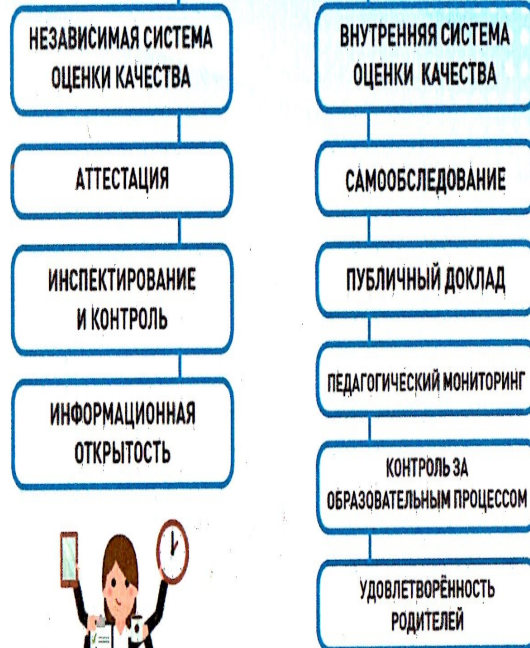 НЕЗАВИСИМАЯ СИСТЕМА
ОЦЕНКИ КАЧЕСТВА
АТТЕСТАЦИЯ
ИНСПЕКТИРОВАНИЕ
И КОНТРОЛЬ
ИНФОРМАЦИОННАЯ
ОТКРЫТОСТЬ
ВНУТРЕННЯЯ СИСТЕМА
ОЦЕНКИ КАЧЕСТВА
САМООБСЛЕДОВАНИЕ
ПУБЛИЧНЫЙ ДОКЛАД
ПЕДАГОГИЧЕСКИЙ МОНИТОРИНГ
КОНТРОЛЬ ЗА
ОБРАЗОВАТЕЛЬНЫМ ПРОЦЕССОМ
УДОВЛЕТВОРЁННОСТЬ
РОДИТЕЛЕЙ